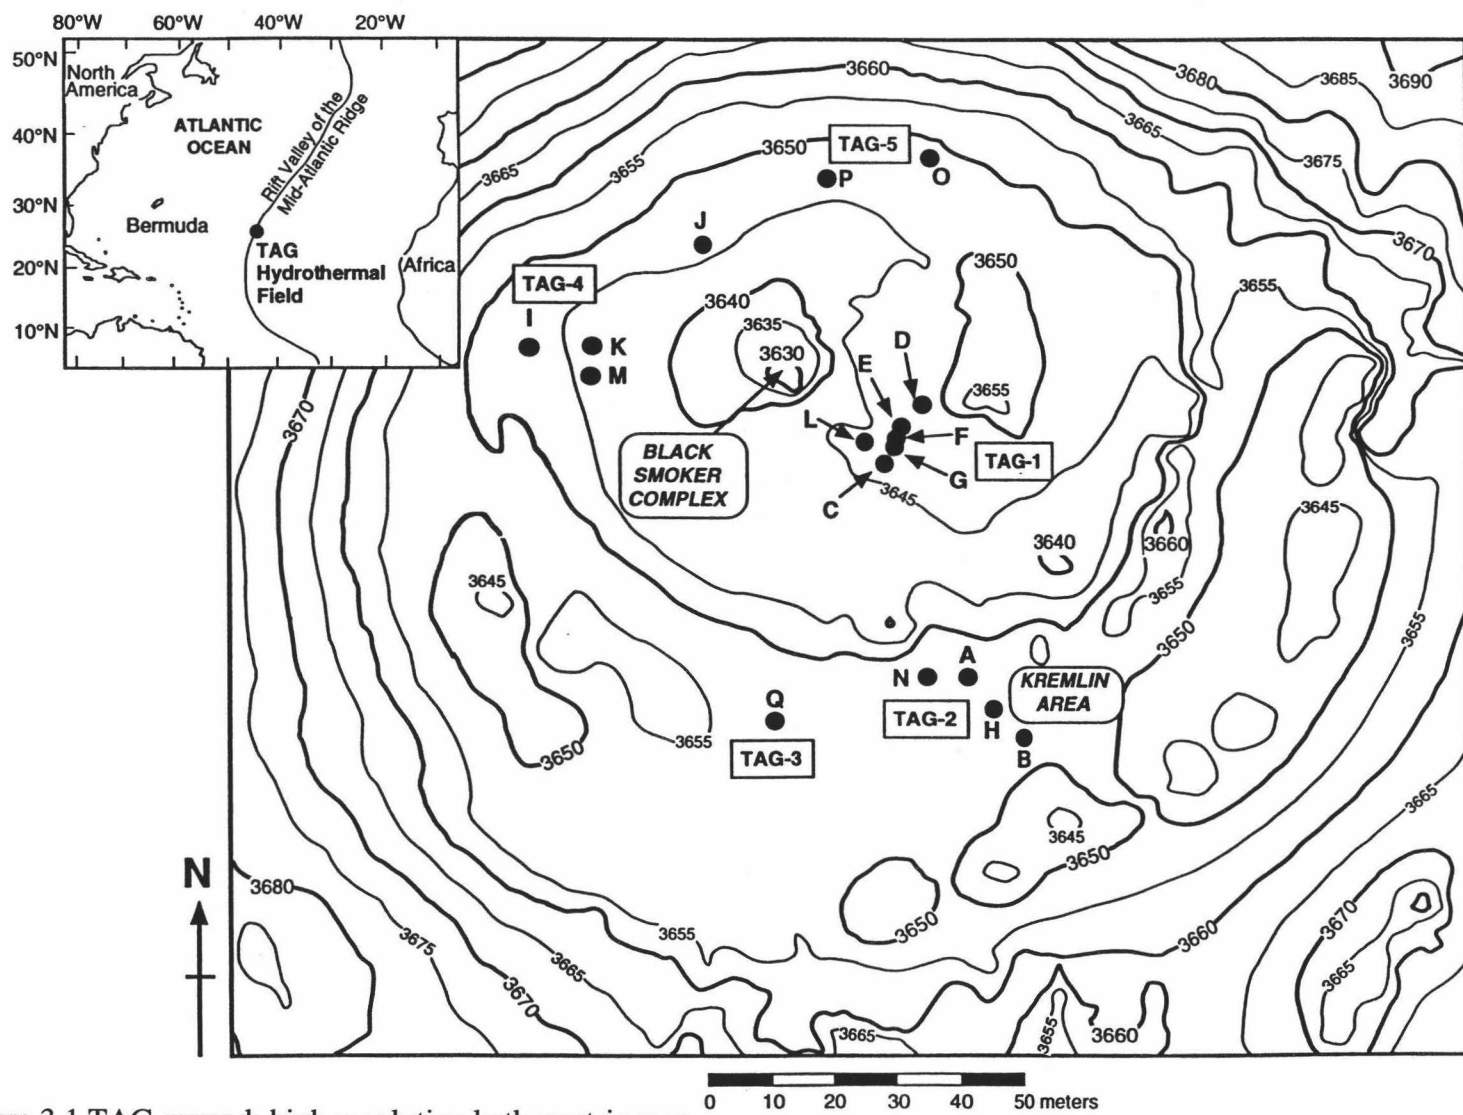 80°W 60°W 40°W 20°W
50°N
40°N
30°N
20°N
10°N
North
America
ATLANTIC
OCEAN
Rift Valley of the
Mid-Atlantic Ridge
Bermuda
TAG
Hydrothermal
Field
Africa
3660
3680
3685
3690
3665
3675
3670
3665
3655
3650
TAG-5
P
O
J
TAG-4
I
K
M
3640
3635
3630
3650
3655
3655
D
E
L
F
G
C
TAG-1
BLACK
SMOKER
COMPLEX
3645
3670
3640
3660
3655
3650
3645
3655
3645
3650
3655
N
A
H
B
TAG-2
KREMLIN
AREA
Q
TAG-3
3645
3650
3650
3665
3660
3670
3665
3655
3660
3665
3655
3665
3670
3675
3680
N
0 10 20 30 40 50 meters
3.1 TAG